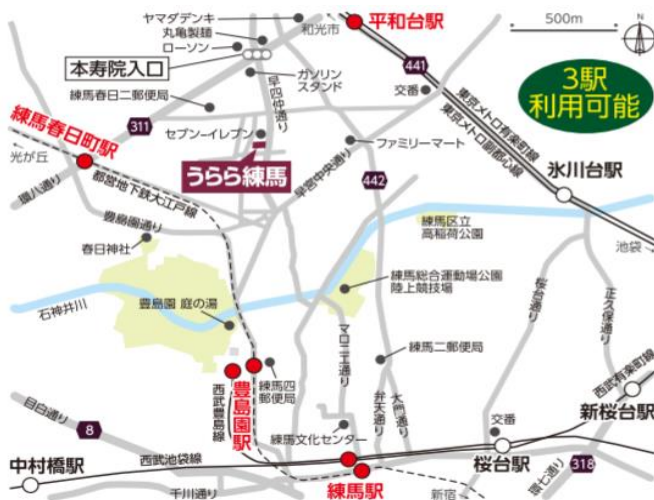 ヤマダデンキ
丸亀製麺
ローソン
和光市
平和台駅
500m
N
本寿院入口
ガソリン
スタンド
早四仲通り
441
交番
3駅
利用可能
練馬春日二郵便局
東京メトロ有楽町線
東京メトロ副都心線
311
セブン-イレブン
ファミリーマート
練馬春日町駅
光が丘
うらら練馬
早宮中央通り
442
氷川台駅
環八通り
都営地下鉄大江戸線
豊島園通り
練馬区立
高稲荷公園
池袋
春日神社
石神井川
豊島園 庭の湯
練馬総合運動場公園
陸上競技場
桜台通り
正久保通り
マロニエ通り
練馬二郵便局
西武豊島線
豊島園駅
練馬四
郵便局
弁天通り
大門通り
西武有楽町線
新桜台駅
目白通り
8
練馬文化センター
交番
桜台駅
318
環七通り
中村橋駅
西武池袋線
千川通り
練馬駅
新宿